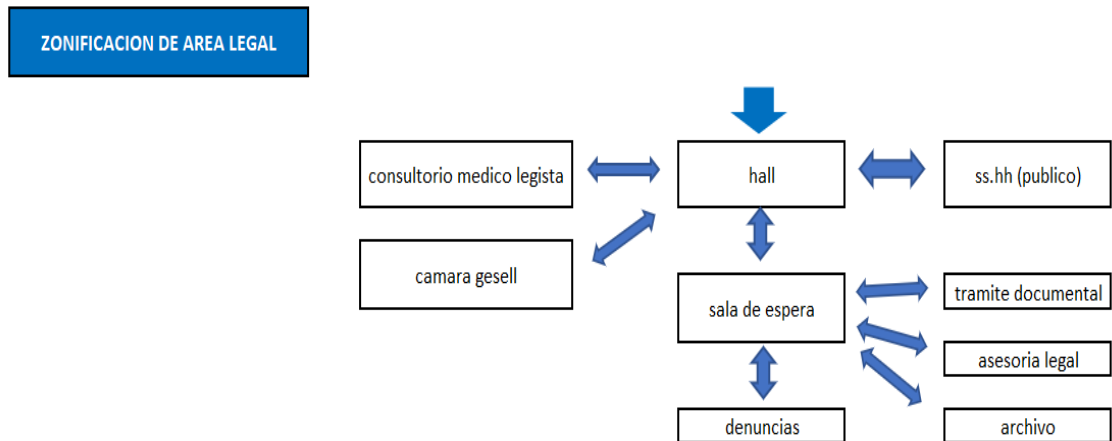 ZONIFICACION DE AREA LEGAL
consultorio medico legista
hall
ss.hh (publico)
camara gesell
sala de espera
tramite documental
asesoria legal
denuncias
archivo